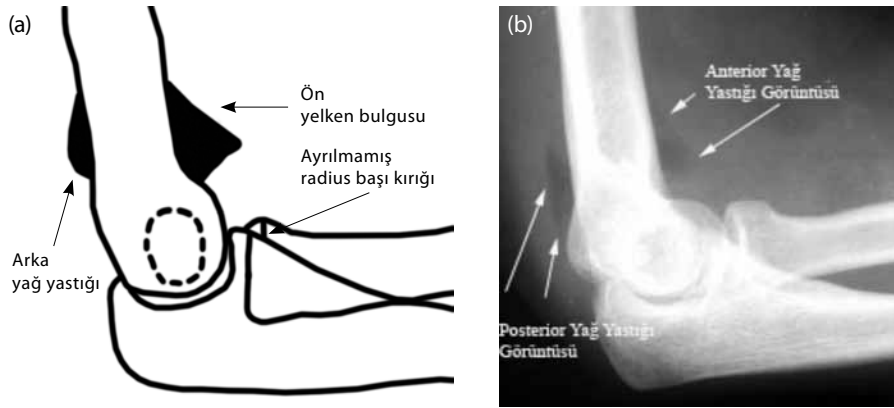 (a)
Ön
yelken bulgusu
Ayrılmamış
radius başı kırığı
Arka
yağ yastığı
(b)
Anterior Yağ
Yastığı Görüntüsü
Posterior Yağ Yastığı
Görüntüsü